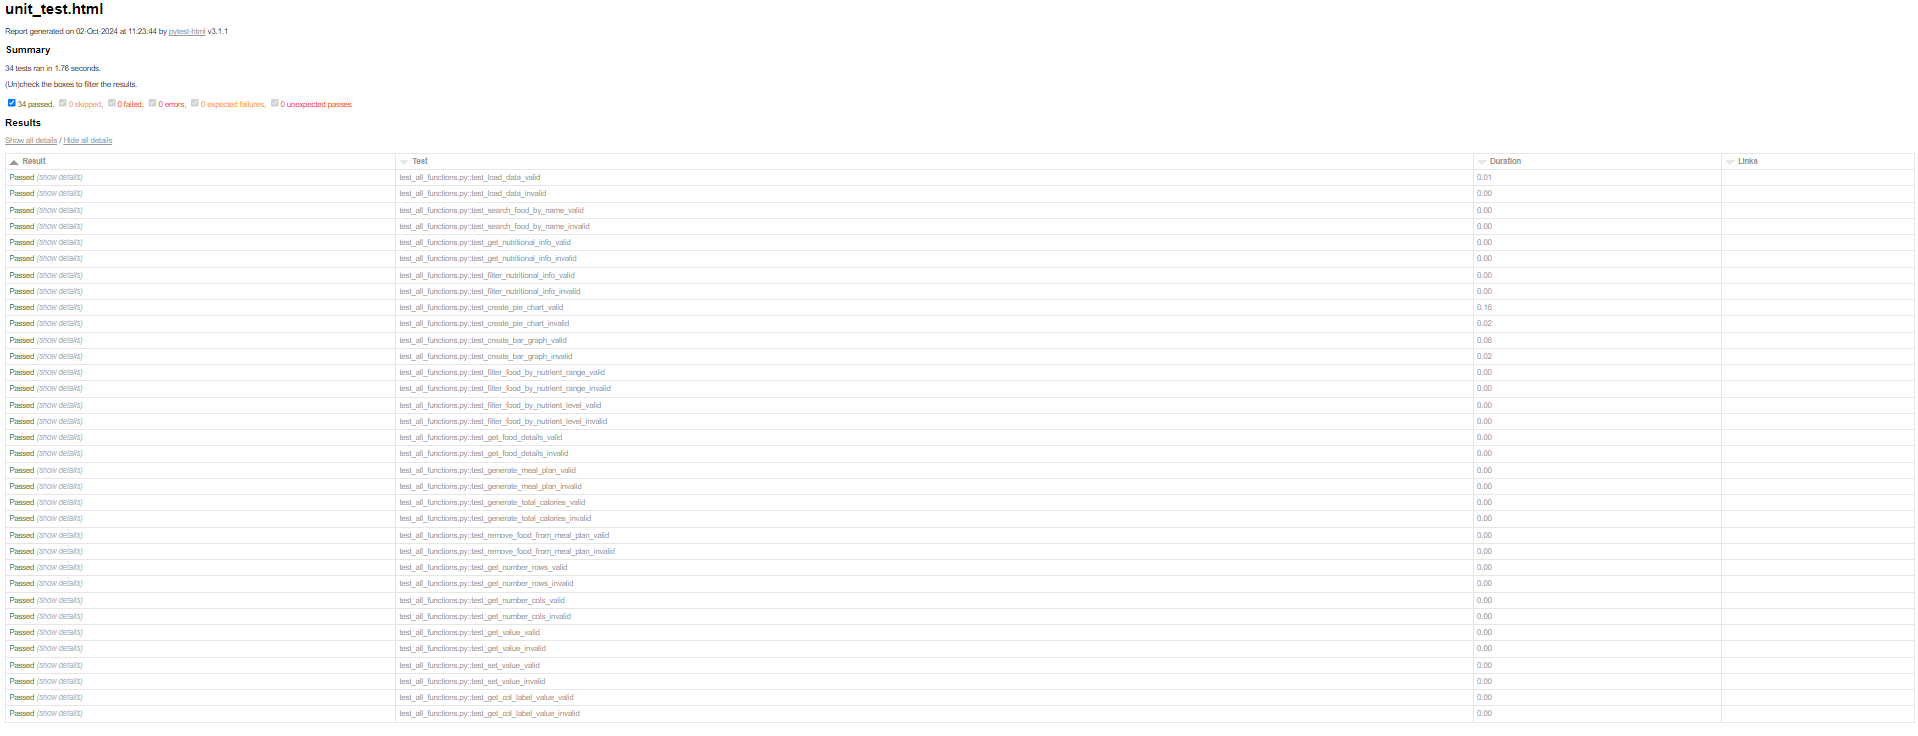 unit_test.html
Report generated on 02-Oct-2024 at 11:23:44 by pytest-html v3.1.1
Summary
34 tests ran in 1.76 seconds.
(Un)check the boxes to filter the results.
34 passed, 0 skipped, 0 failed, 0 errors, 0 expected failures, 0 unexpected passes
Results
Show all details / Hide all details
Result Test Duration Links
Passed (show details) test_all_functions.py::test_load_data_valid 0.01
Passed (show details) test_all_functions.py::test_load_data_invalid 0.00
Passed (show details) test_all_functions.py::test_search_food_by_name_valid 0.00
Passed (show details) test_all_functions.py::test_search_food_by_name_invalid 0.00
Passed (show details) test_all_functions.py::test_get_nutritional_info_valid 0.00
Passed (show details) test_all_functions.py::test_get_nutritional_info_invalid 0.00
Passed (show details) test_all_functions.py::test_filter_nutritional_info_valid 0.00
Passed (show details) test_all_functions.py::test_filter_nutritional_info_invalid 0.00
Passed (show details) test_all_functions.py::test_create_pie_chart_valid 0.16
Passed (show details) test_all_functions.py::test_create_pie_chart_invalid 0.02
Passed (show details) test_all_functions.py::test_create_bar_graph_valid 0.06
Passed (show details) test_all_functions.py::test_create_bar_graph_invalid 0.02
Passed (show details) test_all_functions.py::test_filter_food_by_nutrient_range_valid 0.00
Passed (show details) test_all_functions.py::test_filter_food_by_nutrient_range_invalid 0.00
Passed (show details) test_all_functions.py::test_filter_food_by_nutrient_level_valid 0.00
Passed (show details) test_all_functions.py::test_filter_food_by_nutrient_level_invalid 0.00
Passed (show details) test_all_functions.py::test_get_food_details_valid 0.00
Passed (show details) test_all_functions.py::test_get_food_details_invalid 0.00
Passed (show details) test_all_functions.py::test_generate_meal_plan_valid 0.00
Passed (show details) test_all_functions.py::test_generate_meal_plan_invalid 0.00
Passed (show details) test_all_functions.py::test_generate_total_calories_valid 0.00
Passed (show details) test_all_functions.py::test_generate_total_calories_invalid 0.00
Passed (show details) test_all_functions.py::test_remove_food_from_meal_plan_valid 0.00
Passed (show details) test_all_functions.py::test_remove_food_from_meal_plan_invalid 0.00
Passed (show details) test_all_functions.py::test_get_number_rows_valid 0.00
Passed (show details) test_all_functions.py::test_get_number_rows_invalid 0.00
Passed (show details) test_all_functions.py::test_get_number_cols_valid 0.00
Passed (show details) test_all_functions.py::test_get_number_cols_invalid 0.00
Passed (show details) test_all_functions.py::test_get_value_valid 0.00
Passed (show details) test_all_functions.py::test_get_value_invalid 0.00
Passed (show details) test_all_functions.py::test_set_value_valid 0.00
Passed (show details) test_all_functions.py::test_set_value_invalid 0.00
Passed (show details) test_all_functions.py::test_get_col_label_value_valid 0.00
Passed (show details) test_all_functions.py::test_get_col_label_value_invalid 0.00